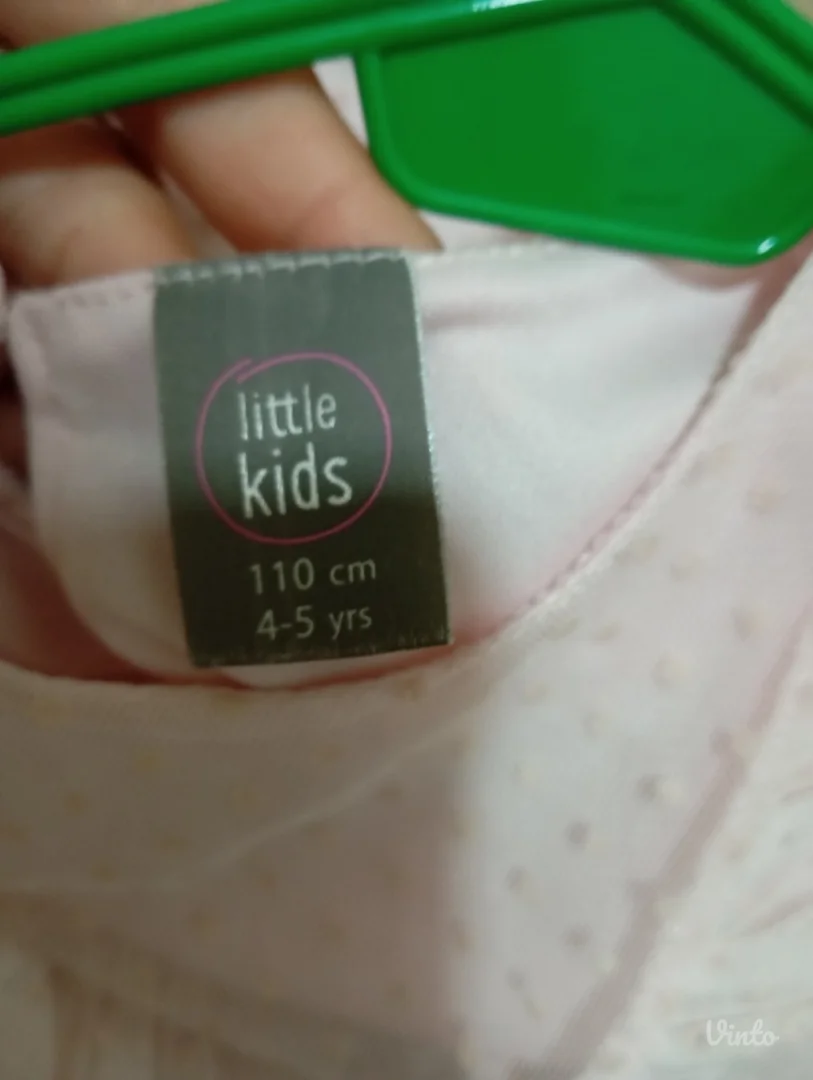 little
kids
110 cm
4-5 yrs
Vinto